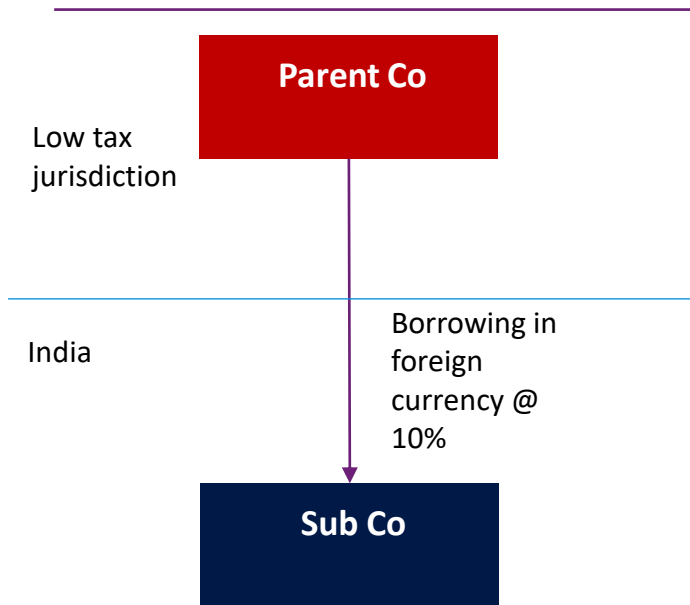 Parent Co
Low tax
jurisdiction
India
Borrowing in
foreign
currency @
10%
Sub Co